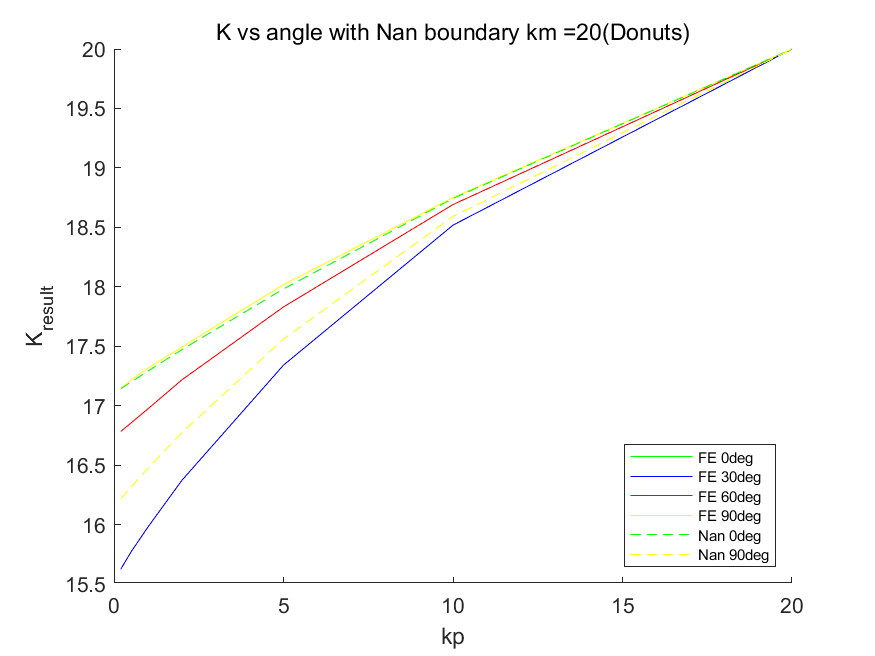 K vs angle with Nan boundary km =20(Donuts)
20
19.5
19
18.5
18
17.5
17
16.5
16
15.5
K_result
0 5 10 15 20
kp
FE 0deg
FE 30deg
FE 60deg
FE 90deg
Nan 0deg
Nan 90deg